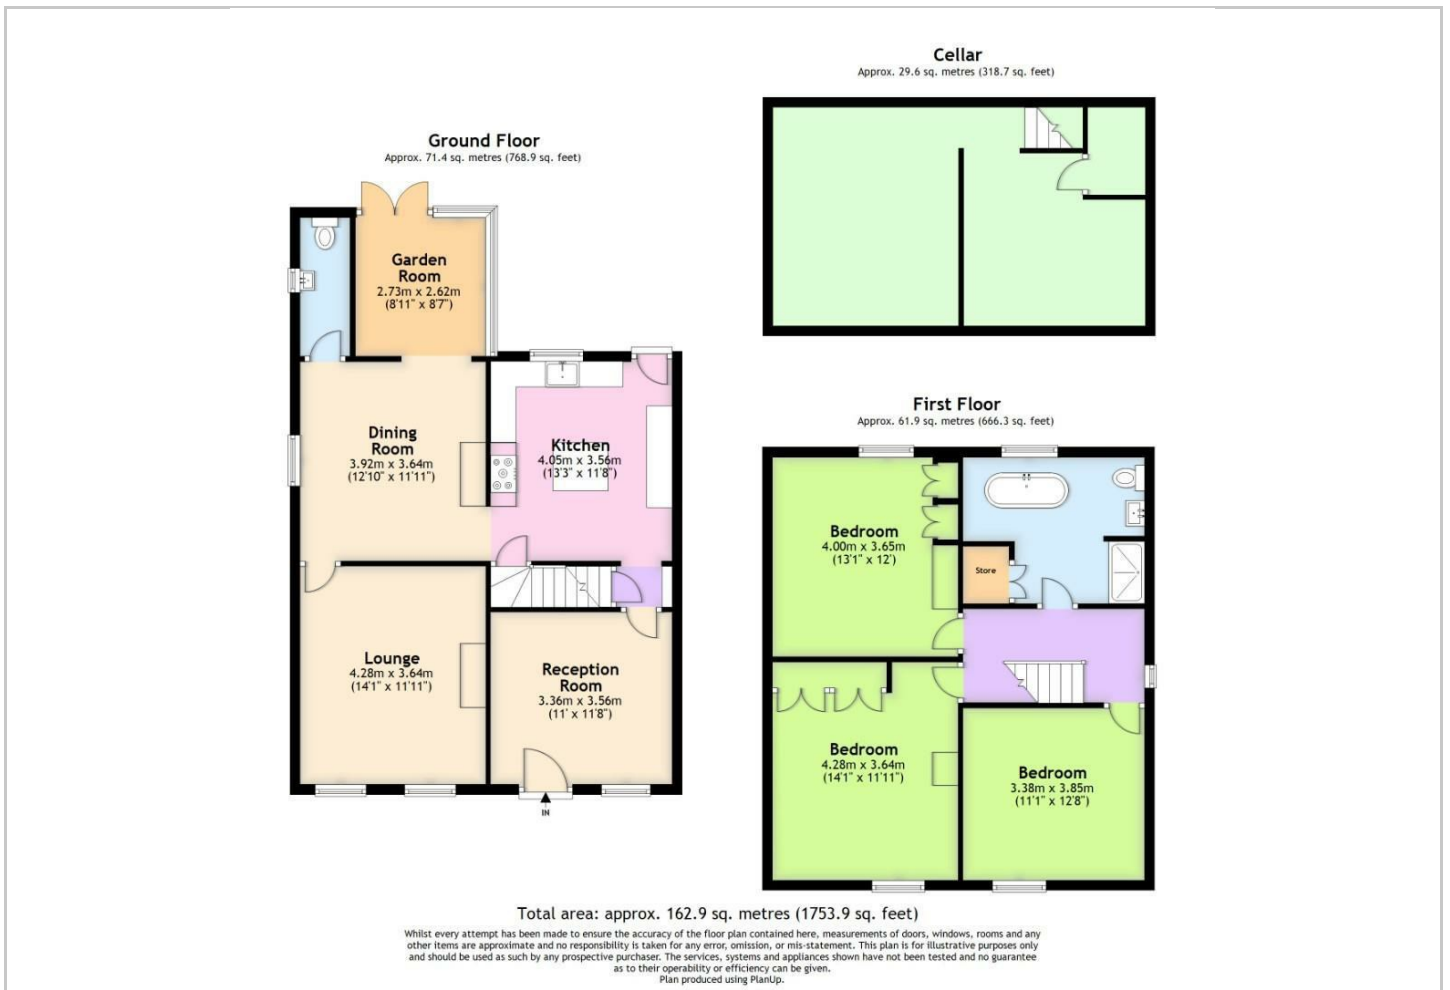 Cellar
Approx. 29.6 sq. metres (318.7 sq. feet)
Ground Floor
Approx. 71.4 sq. metres (768.9 sq. feet)
Garden
Room
2.73m x 2.62m
(8'11" x 8'7")
Dining
Room
3.92m x 3.64m
(12'10" x 11'11")
Kitchen
4.05m x 3.56m
(13'3" x 11'8")
Lounge
4.28m x 3.64m
(14'1" x 11'11")
Reception
Room
3.36m x 3.56m
(11' x 11'8")
IN
First Floor
Approx. 61.9 sq. metres (666.3 sq. feet)
Bedroom
4.00m x 3.65m
(13'1" x 12')
Store
Bedroom
4.28m x 3.64m
(14'1" x 11'11")
Bedroom
3.38m x 3.85m
(11'1" x 12'8")
Total area: approx. 162.9 sq. metres (1753.9 sq. feet)
Whilst every attempt has been made to ensure the accuracy of the floor plan contained here, measurements of doors, windows, rooms and any
other items are approximate and no responsibility is taken for any error, omission, or mis-statement. This plan is for illustrative purposes only
and should be used as such by any prospective purchaser. The services, systems and appliances shown have not been tested and no guarantee
as to their operability or efficiency can be given.
Plan produced using PlanUp.